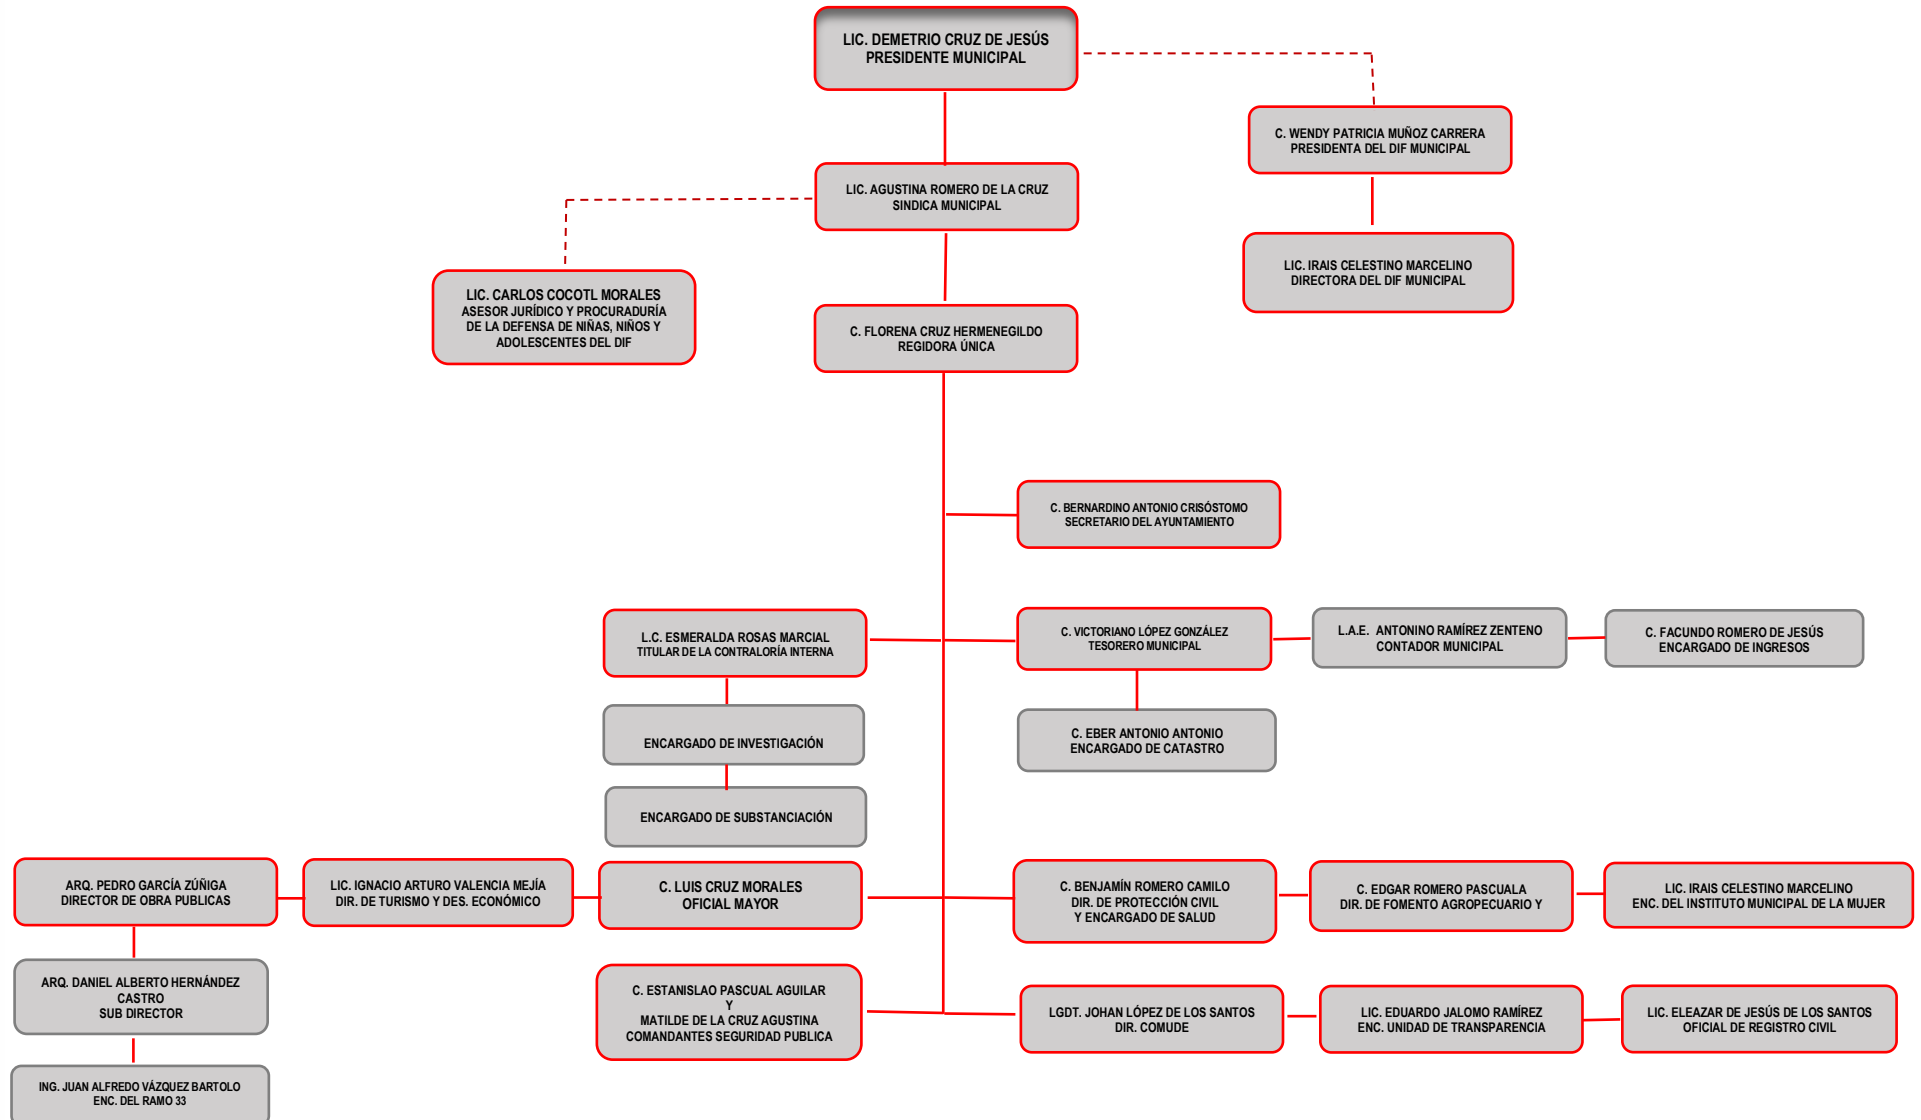 LIC. DEMETRIO CRUZ DE JESÚS
PRESIDENTE MUNICIPAL
C. WENDY PATRICIA MUÑOZ CARRERA
PRESIDENTA DEL DIF MUNICIPAL
LIC. AGUSTINA ROMERO DE LA CRUZ
SINDICA MUNICIPAL
LIC. IRAIS CELESTINO MARCELINO
DIRECTORA DEL DIF MUNICIPAL
LIC. CARLOS COCOTL MORALES
ASESOR JURÍDICO Y PROCURADURÍA
DE LA DEFENSA DE NIÑAS, NIÑOS Y
ADOLESCENTES DEL DIF
C. FLORENA CRUZ HERMENEGILDO
REGIDORA ÚNICA
C. BERNARDINO ANTONIO CRISÓSTOMO
SECRETARIO DEL AYUNTAMIENTO
L.C. ESMERALDA ROSAS MARCIAL
TITULAR DE LA CONTRALORÍA INTERNA
C. VICTORIANO LÓPEZ GONZÁLEZ
TESORERO MUNICIPAL
L.A.E. ANTONINO RAMÍREZ ZENTENO
CONTADOR MUNICIPAL
C. FACUNDO ROMERO DE JESÚS
ENCARGADO DE INGRESOS
ENCARGADO DE INVESTIGACIÓN
C. EBER ANTONIO ANTONIO
ENCARGADO DE CATASTRO
ENCARGADO DE SUBSTANCIACIÓN
ARQ. PEDRO GARCÍA ZÚÑIGA
DIRECTOR DE OBRA PUBLICAS
LIC. IGNACIO ARTURO VALENCIA MEJÍA
DIR. DE TURISMO Y DES. ECONÓMICO
C. LUIS CRUZ MORALES
OFICIAL MAYOR
C. BENJAMÍN ROMERO CAMILO
DIR. DE PROTECCIÓN CIVIL
Y ENCARGADO DE SALUD
C. EDGAR ROMERO PASCUALA
DIR. DE FOMENTO AGROPECUARIO Y
LIC. IRAIS CELESTINO MARCELINO
ENC. DEL INSTITUTO MUNICIPAL DE LA MUJER
ARQ. DANIEL ALBERTO HERNÁNDEZ
CASTRO
SUB DIRECTOR
C. ESTANISLAO PASCUAL AGUILAR
Y
MATILDE DE LA CRUZ AGUSTINA
COMANDANTES SEGURIDAD PUBLICA
LGDT. JOHAN LÓPEZ DE LOS SANTOS
DIR. COMUDE
LIC. EDUARDO JALOMO RAMÍREZ
ENC. UNIDAD DE TRANSPARENCIA
LIC. ELEAZAR DE JESÚS DE LOS SANTOS
OFICIAL DE REGISTRO CIVIL
ING. JUAN ALFREDO VÁZQUEZ BARTOLO
ENC. DEL RAMO 33